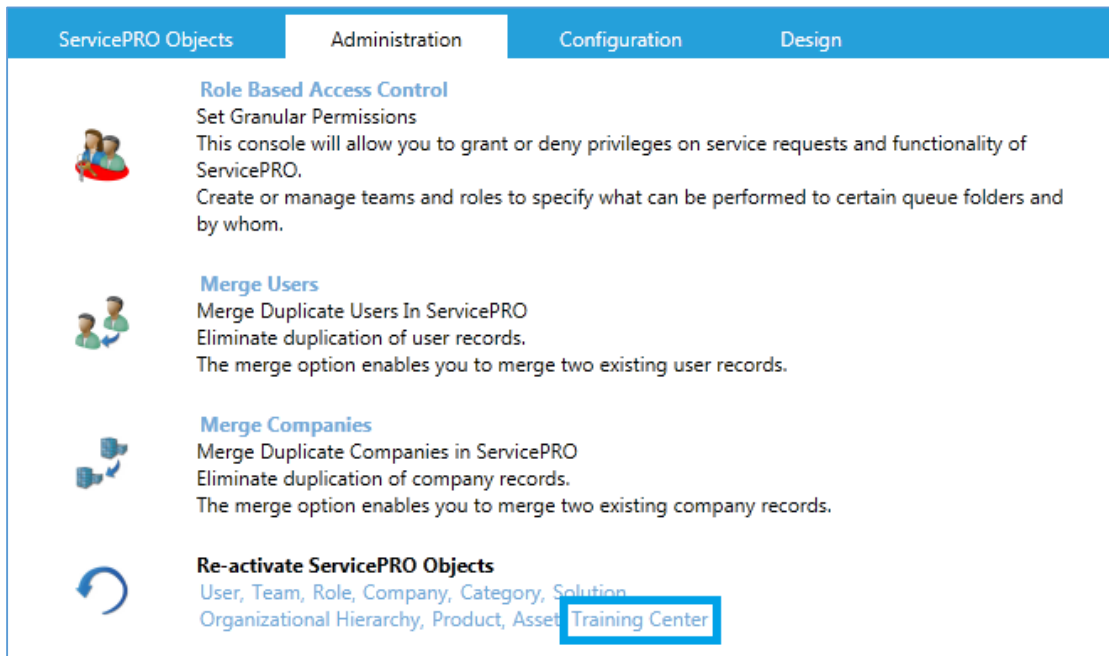 ServicePRO Objects Administration Configuration Design
Role Based Access Control
Set Granular Permissions
This console will allow you to grant or deny privileges on service requests and functionality of
ServicePRO.
Create or manage teams and roles to specify what can be performed to certain queue folders and
by whom.
Merge Users
Merge Duplicate Users In ServicePRO
Eliminate duplication of user records.
The merge option enables you to merge two existing user records.
Merge Companies
Merge Duplicate Companies in ServicePRO
Eliminate duplication of company records.
The merge option enables you to merge two existing company records.
Re-activate ServicePRO Objects
User, Team, Role, Company, Category, Solution
Organizational Hierarchy, Product, Asset Training Center